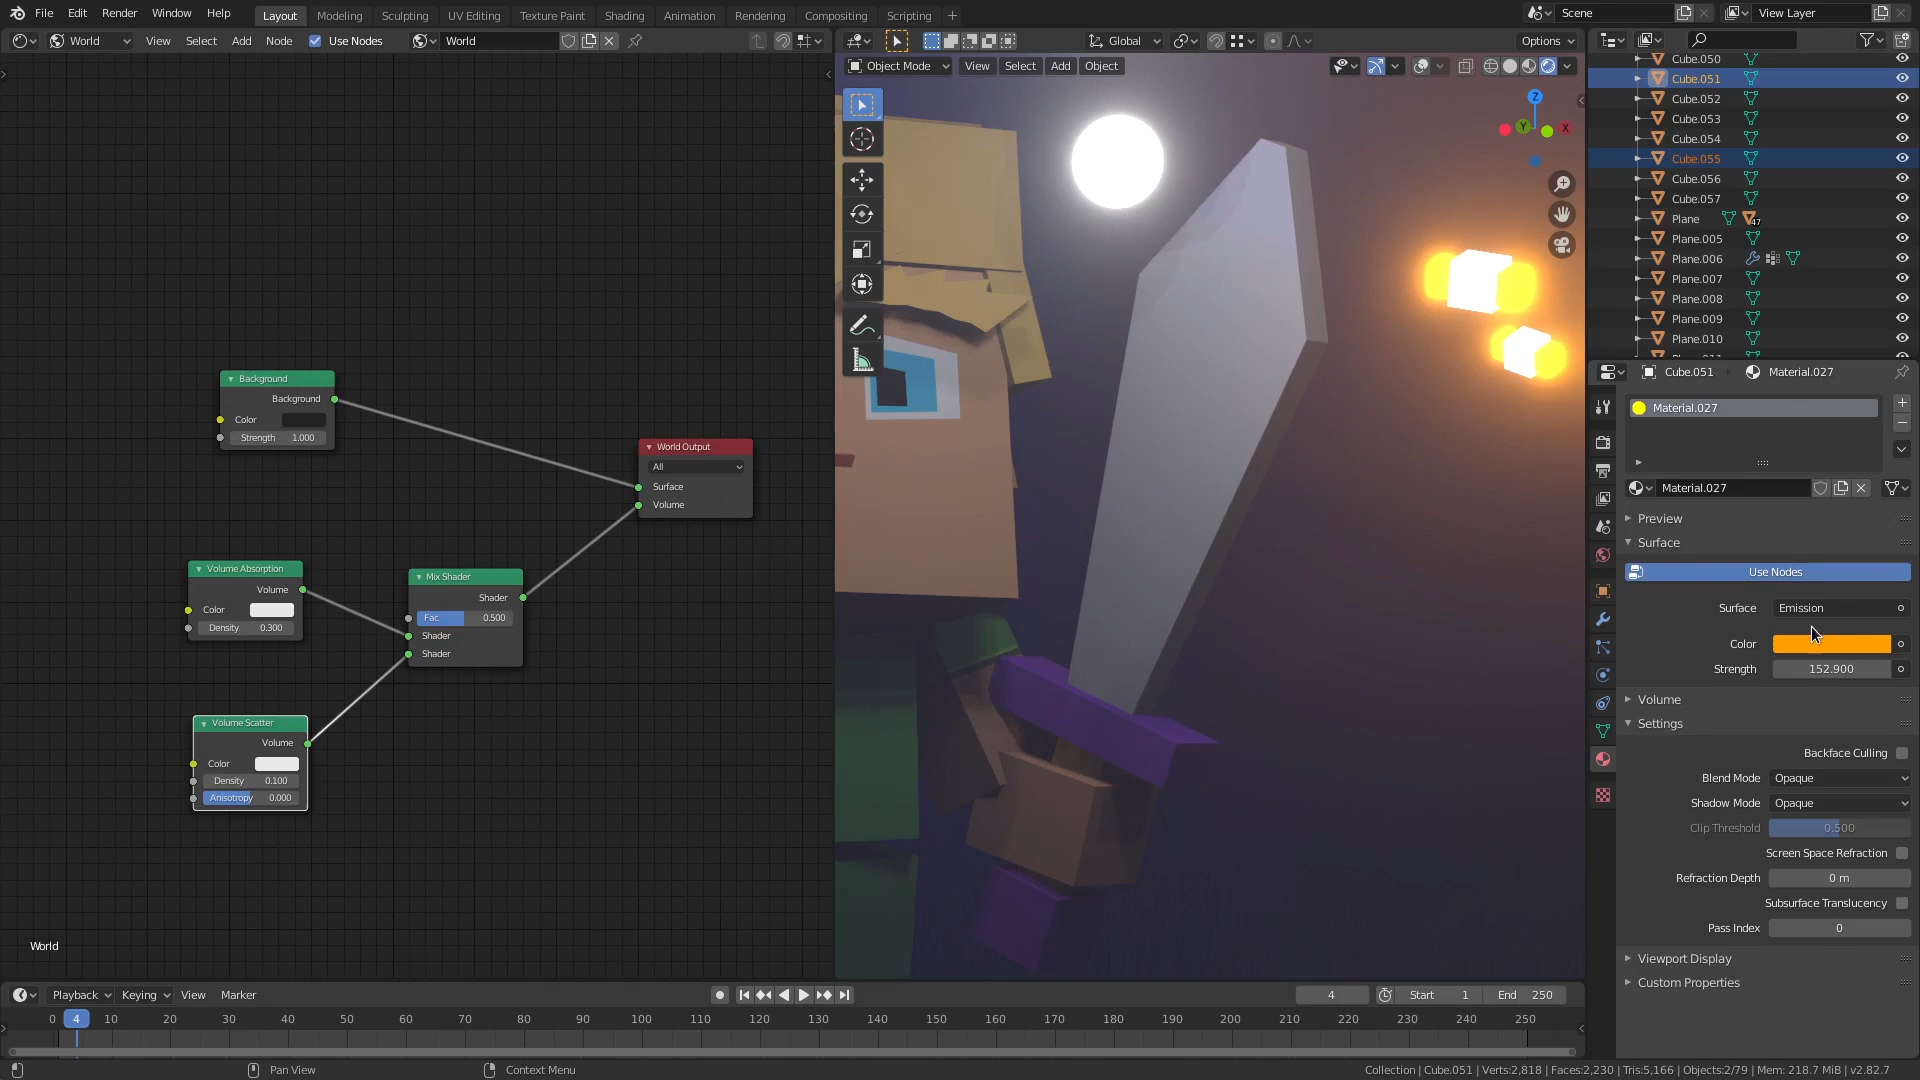 File Edit Render Window Help Layout Modeling Sculpting UV Editing Texture Paint Shading Animation Rendering Compositing Scripting + Scene View Layer
World View Select Add Node Use Nodes World
Global Options
Object Mode View Select Add Object
Z
Y
X
Cube.050
Cube.051
Cube.052
Cube.053
Cube.054
Cube.055
Cube.056
Cube.057
Plane 47
Plane.005
Plane.006
Plane.007
Plane.008
Plane.009
Plane.010
Background
Background
Color
Strength 1.000
World Output
All
Surface
Volume
Volume Absorption
Volume
Color
Density 0.300
Mix Shader
Shader
Fac 0.500
Shader
Shader
Volume Scatter
Volume
Color
Density 0.100
Anisotropy 0.000
World
Cube.051 Material.027
Material.027
Material.027
Preview
Surface
Use Nodes
Surface Emission
Color
Strength 152.900
Volume
Settings
Backface Culling
Blend Mode Opaque
Shadow Mode Opaque
Clip Threshold 0.500
Screen Space Refraction
Refraction Depth 0 m
Subsurface Translucency
Pass Index 0
Viewport Display
Custom Properties
Playback Keying View Marker 4 Start 1 End 250
0 4 10 20 30 40 50 60 70 80 90 100 110 120 130 140 150 160 170 180 190 200 210 220 230 240 250
Pan View Context Menu Collection | Cube.051 | Verts:2,818 | Faces:2,230 | Tris:5,166 | Objects:2/79 | Mem: 218.7 MiB | v2.82.7